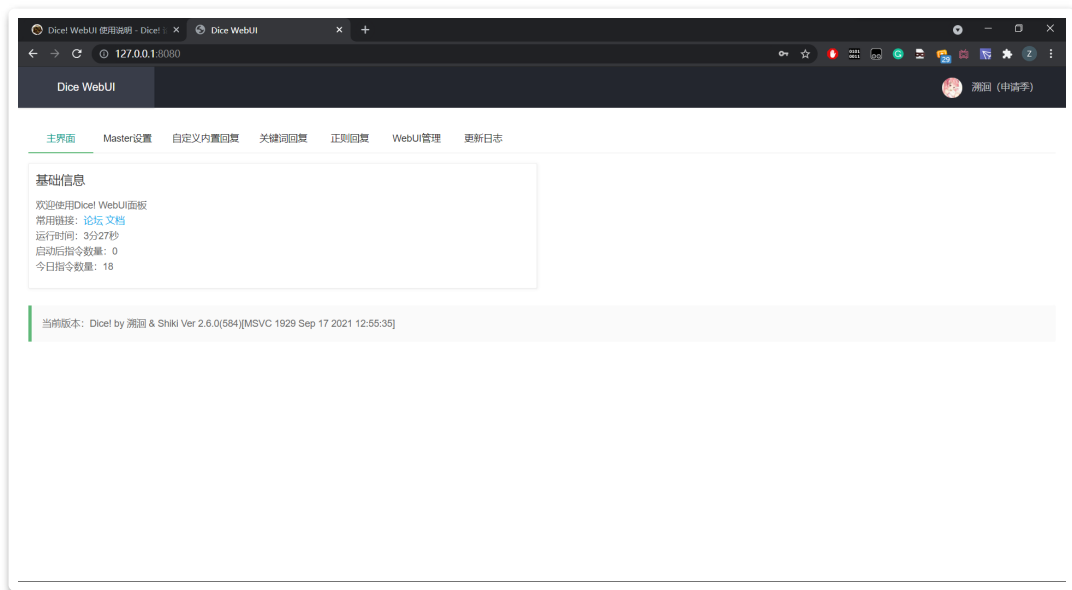 Dice! WebUI 使用说明 - Dice!
Dice WebUI
127.0.0.1:8080
29
Z
Dice WebUI
溯洄（申请季）
主界面 Master设置 自定义内置回复 关键词回复 正则回复 WebUI管理 更新日志
基础信息
欢迎使用Dice! WebUI面板
常用链接：论坛 文档
运行时间：3分27秒
启动后指令数量：0
今日指令数量：18
当前版本：Dice! by 溯洄 & Shiki Ver 2.6.0(584)[MSVC 1929 Sep 17 2021 12:55:35]